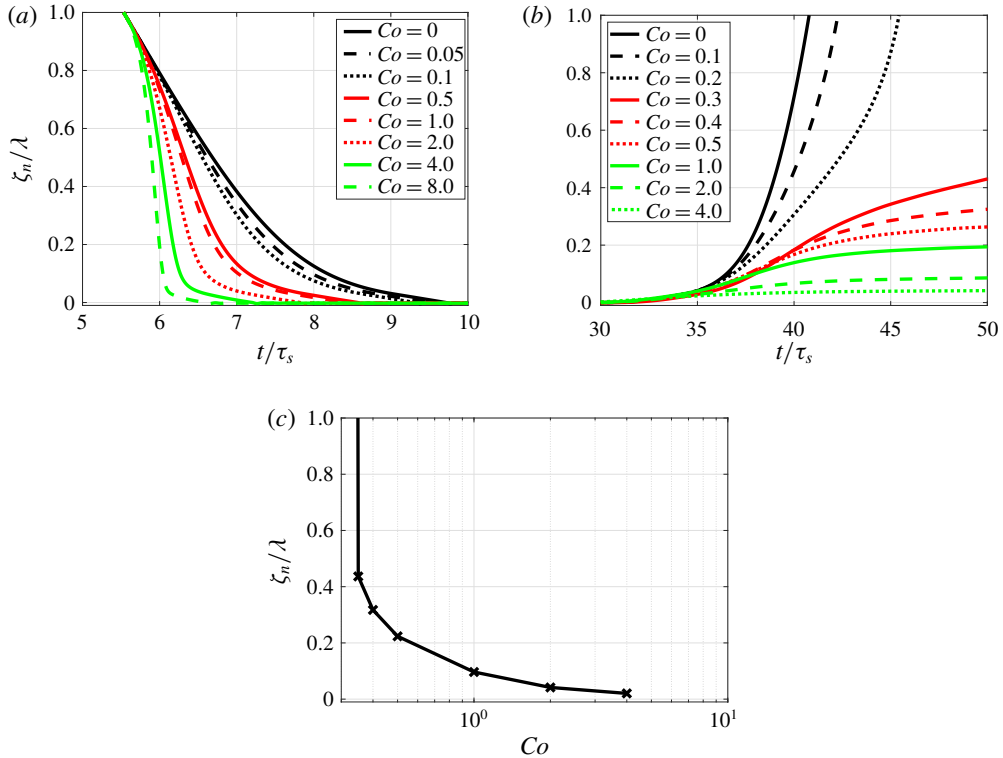 (a)
1.0
0.8
0.6
0.4
0.2
0
ζn/λ
5 6 7 8 9 10
t/τs
Co = 0
Co = 0.05
Co = 0.1
Co = 0.5
Co = 1.0
Co = 2.0
Co = 4.0
Co = 8.0
(b)
1.0
0.8
0.6
0.4
0.2
0
30 35 40 45 50
t/τs
Co = 0
Co = 0.1
Co = 0.2
Co = 0.3
Co = 0.4
Co = 0.5
Co = 1.0
Co = 2.0
Co = 4.0
(c)
1.0
0.8
0.6
0.4
0.2
0
ζn/λ
10^0 10^1
Co